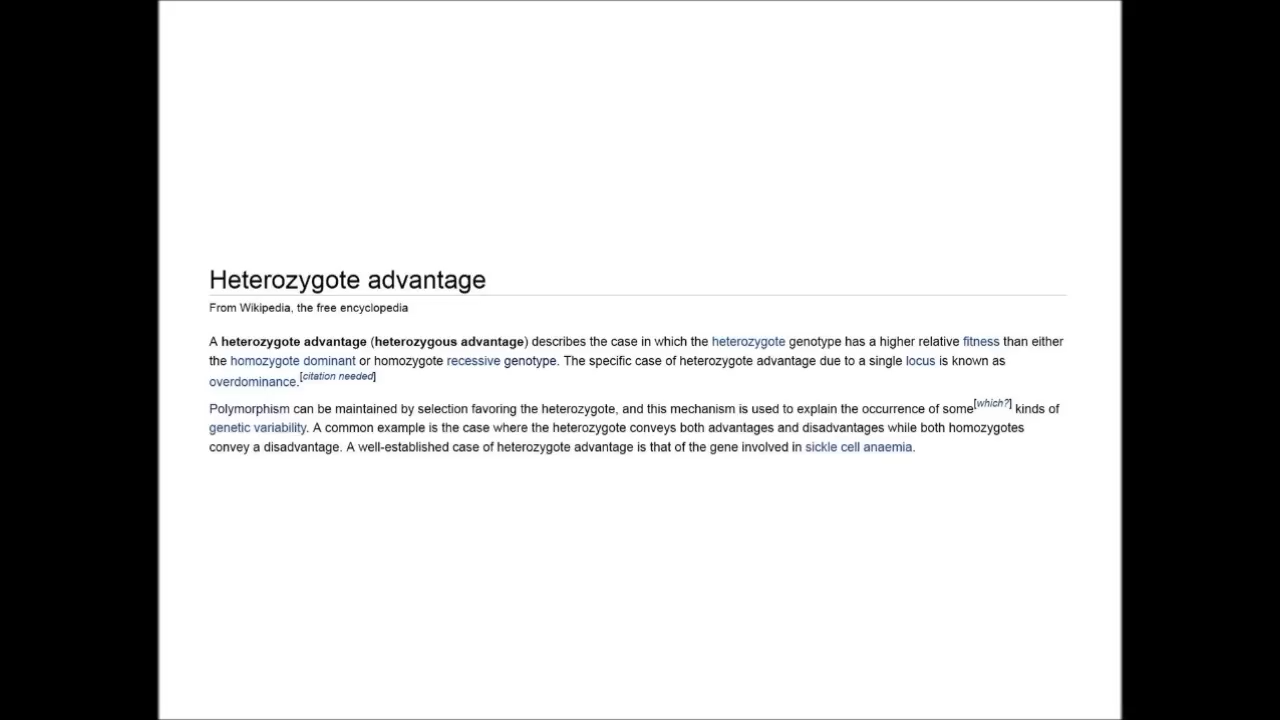 Heterozygote advantage
From Wikipedia, the free encyclopedia
A heterozygote advantage (heterozygous advantage) describes the case in which the heterozygote genotype has a higher relative fitness than either
the homozygote dominant or homozygote recessive genotype. The specific case of heterozygote advantage due to a single locus is known as
overdominance.[citation needed]
Polymorphism can be maintained by selection favoring the heterozygote, and this mechanism is used to explain the occurrence of some[which?] kinds of
genetic variability. A common example is the case where the heterozygote conveys both advantages and disadvantages while both homozygotes
convey a disadvantage. A well-established case of heterozygote advantage is that of the gene involved in sickle cell anaemia.